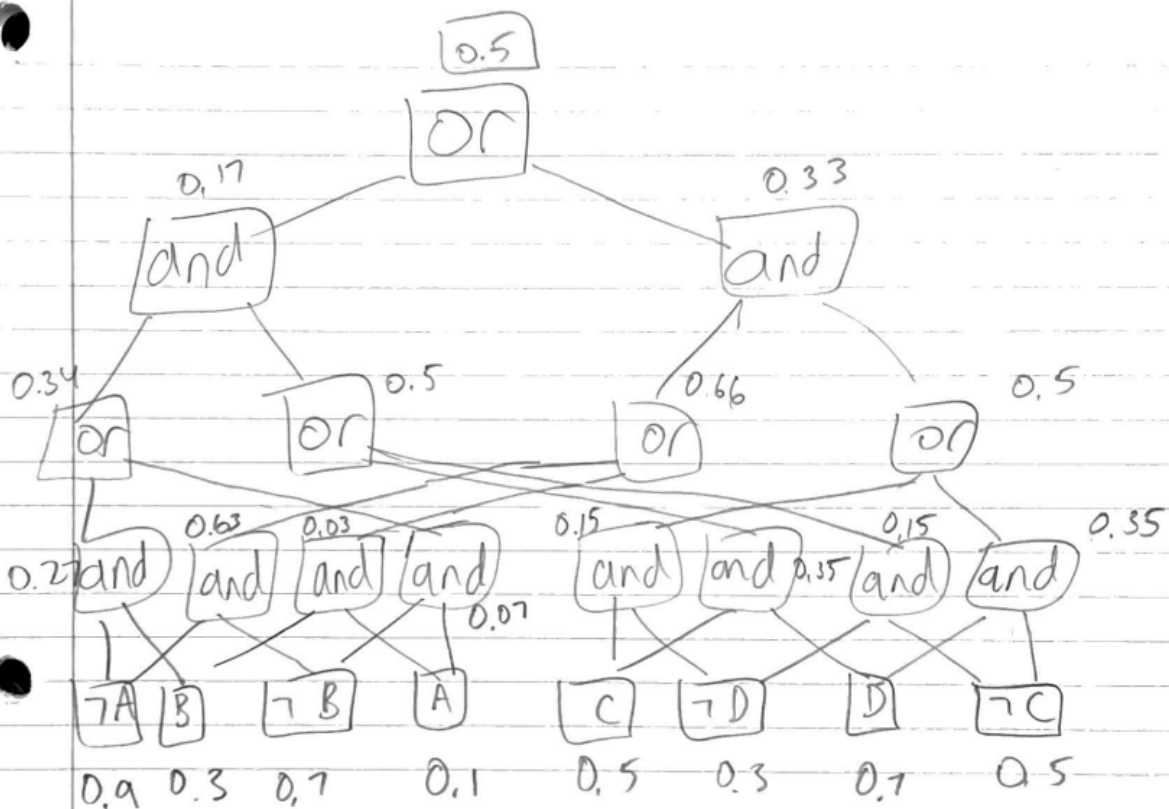 0.5
or
0.17 0.33
and and
0.34 0.5 0.66 0.5
or or or or
0.63 0.03 0.15 0.15 0.35
0.27 and and and and and and 0.35 and and
0.07
¬A B ¬B A C ¬D D ¬C
0.9 0.3 0.7 0.1 0.5 0.3 0.7 0.5